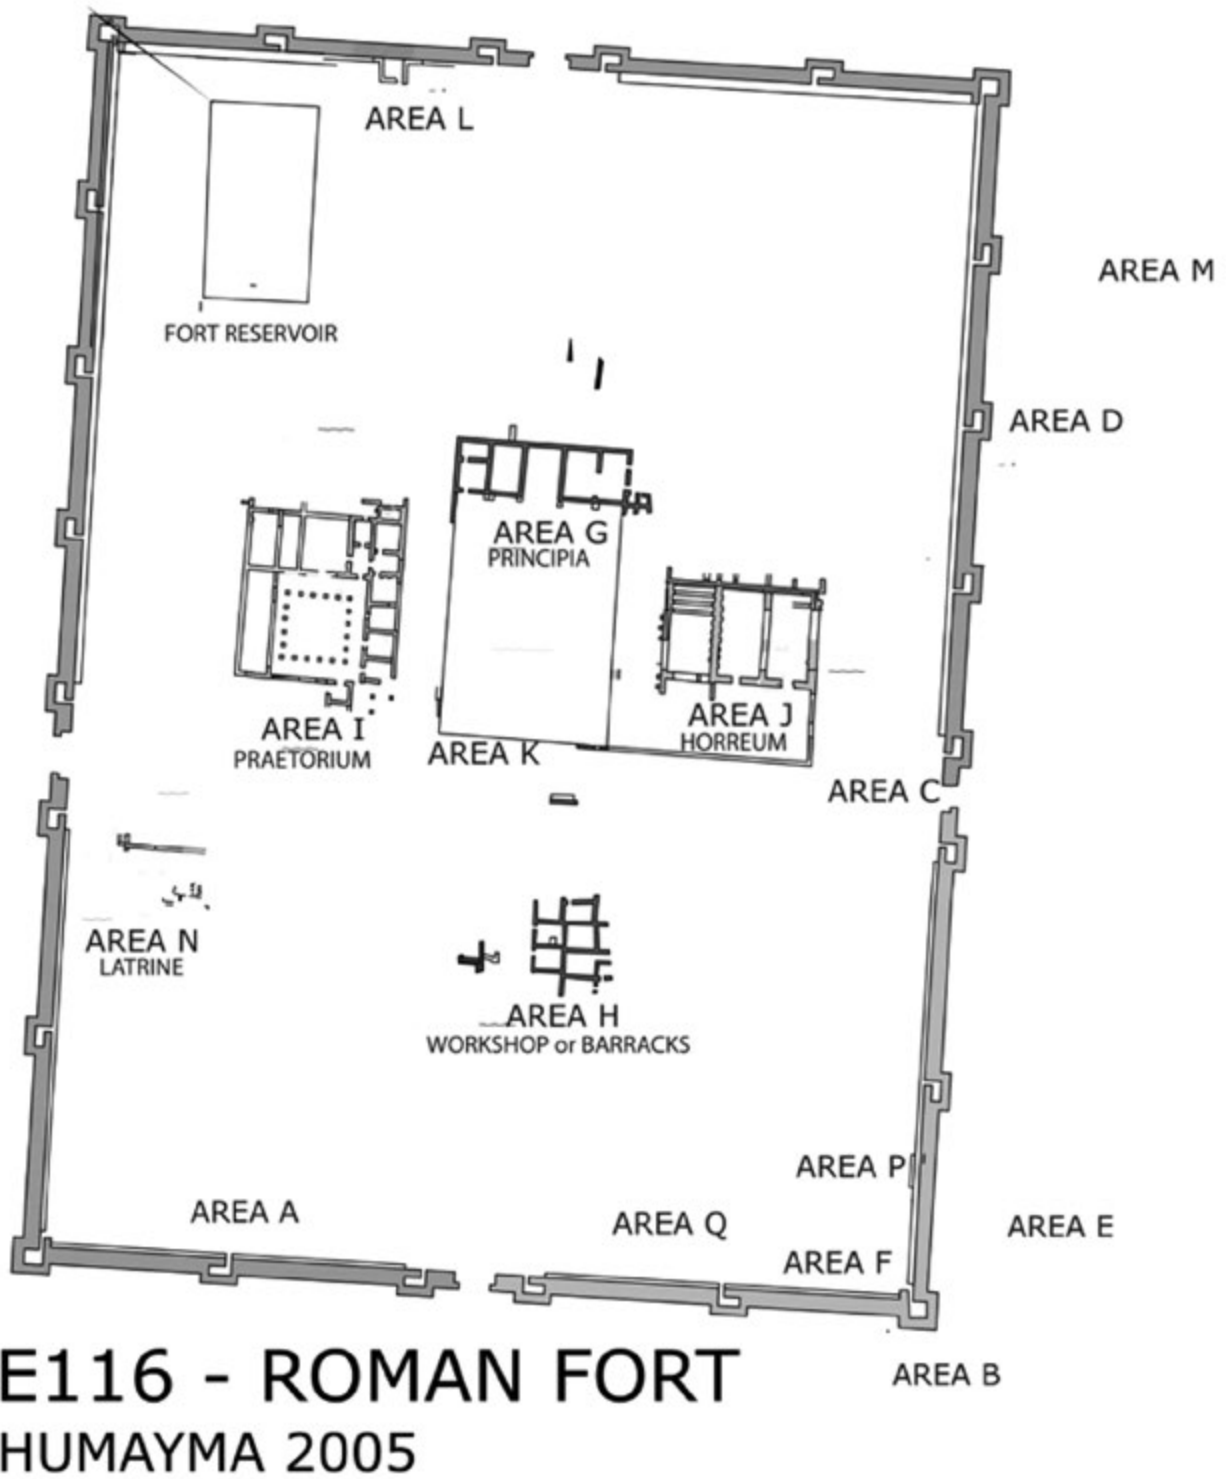 AREA L
AREA M
FORT RESERVOIR
AREA D
AREA G
PRINCIPIA
AREA I
PRAETORIUM
AREA J
HORREUM
AREA K
AREA C
AREA N
LATRINE
AREA H
WORKSHOP or BARRACKS
AREA P
AREA A
AREA Q
AREA E
AREA F
E116 - ROMAN FORT
AREA B
HUMAYMA 2005